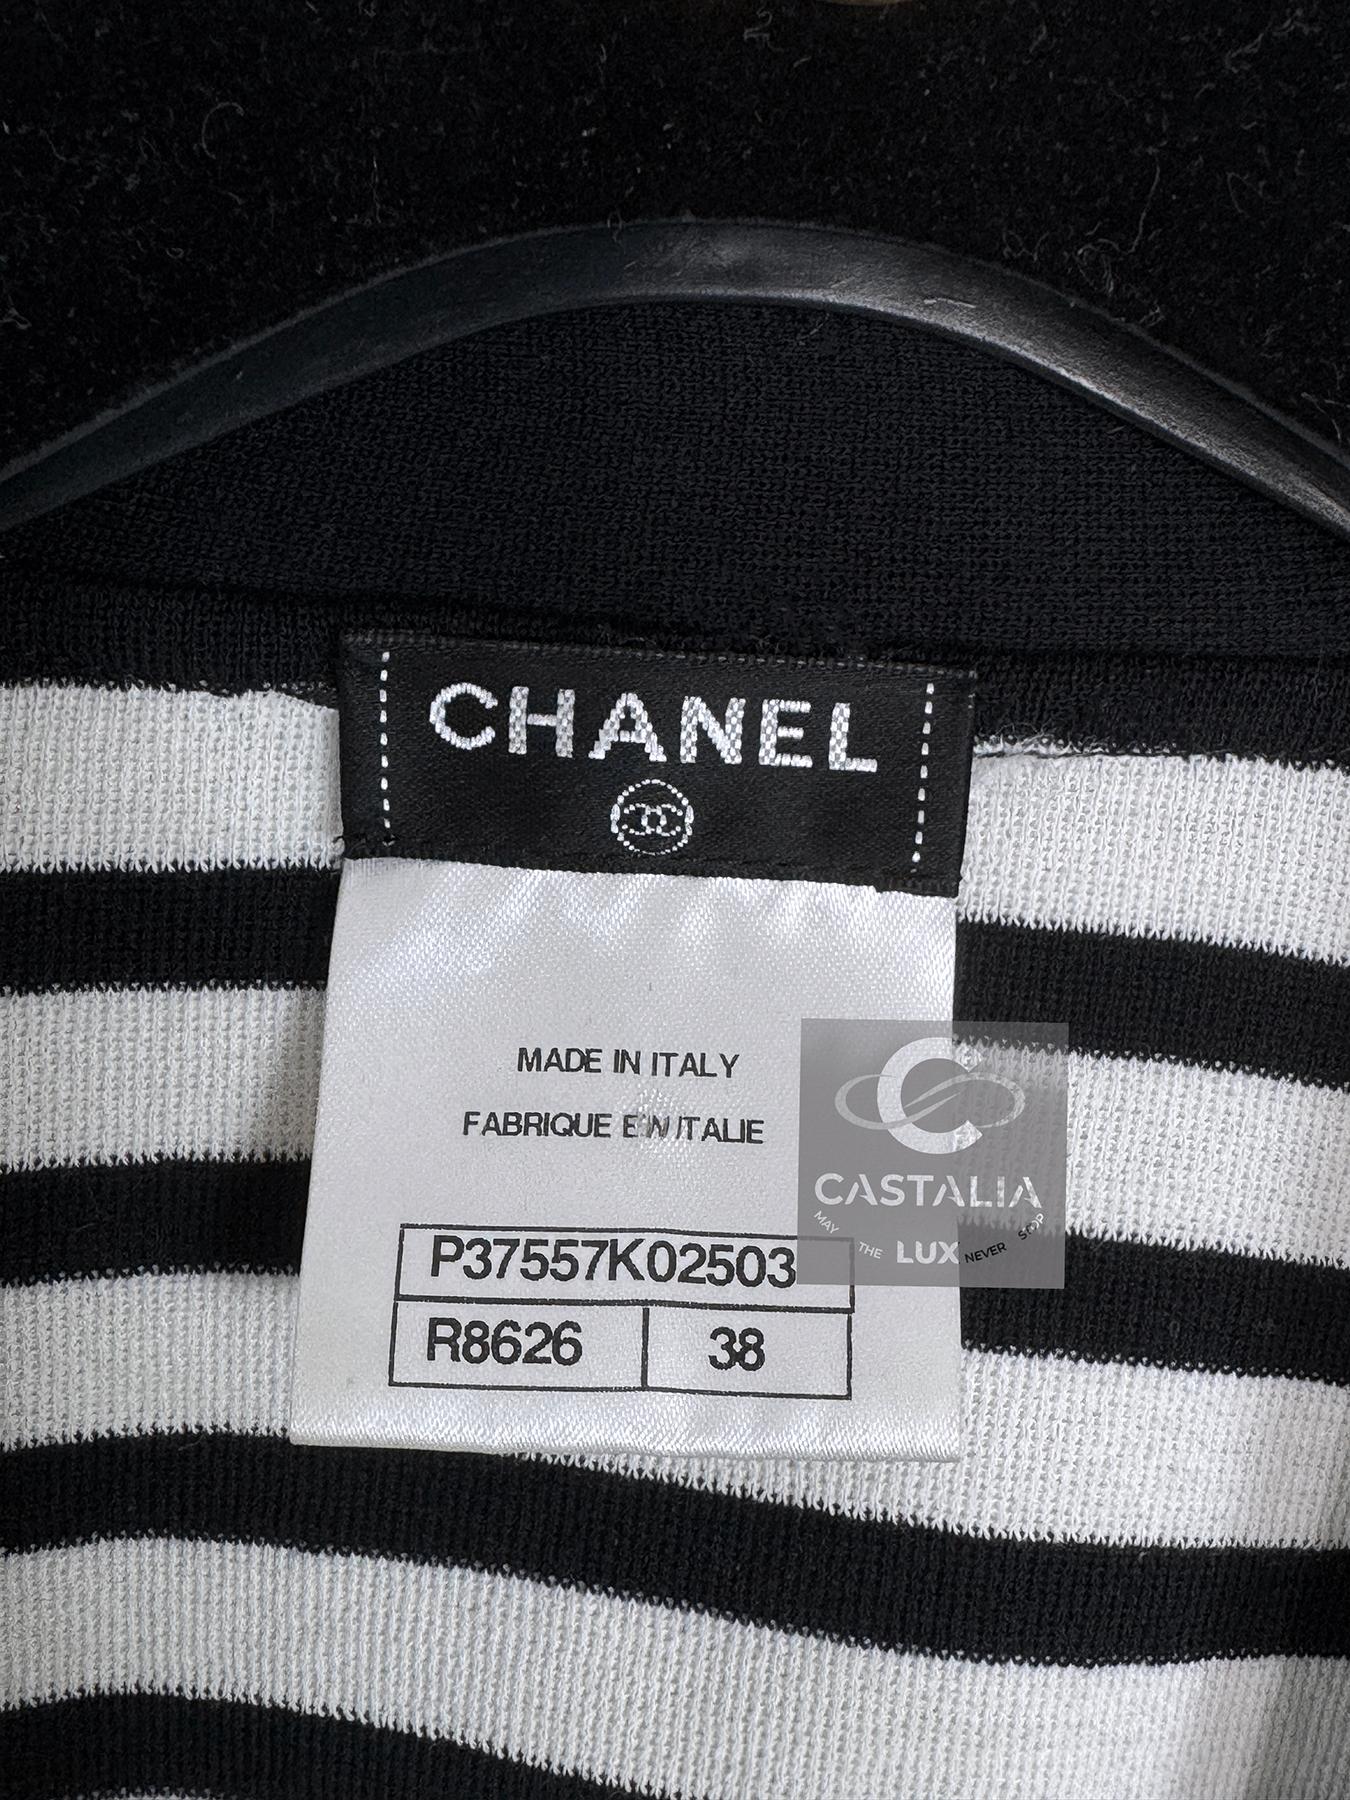 CHANEL
MADE IN ITALY
FABRIQUE EN ITALIE
P37557K02503
R8626 38
CASTALIA
MAY THE LUX NEVER STOP